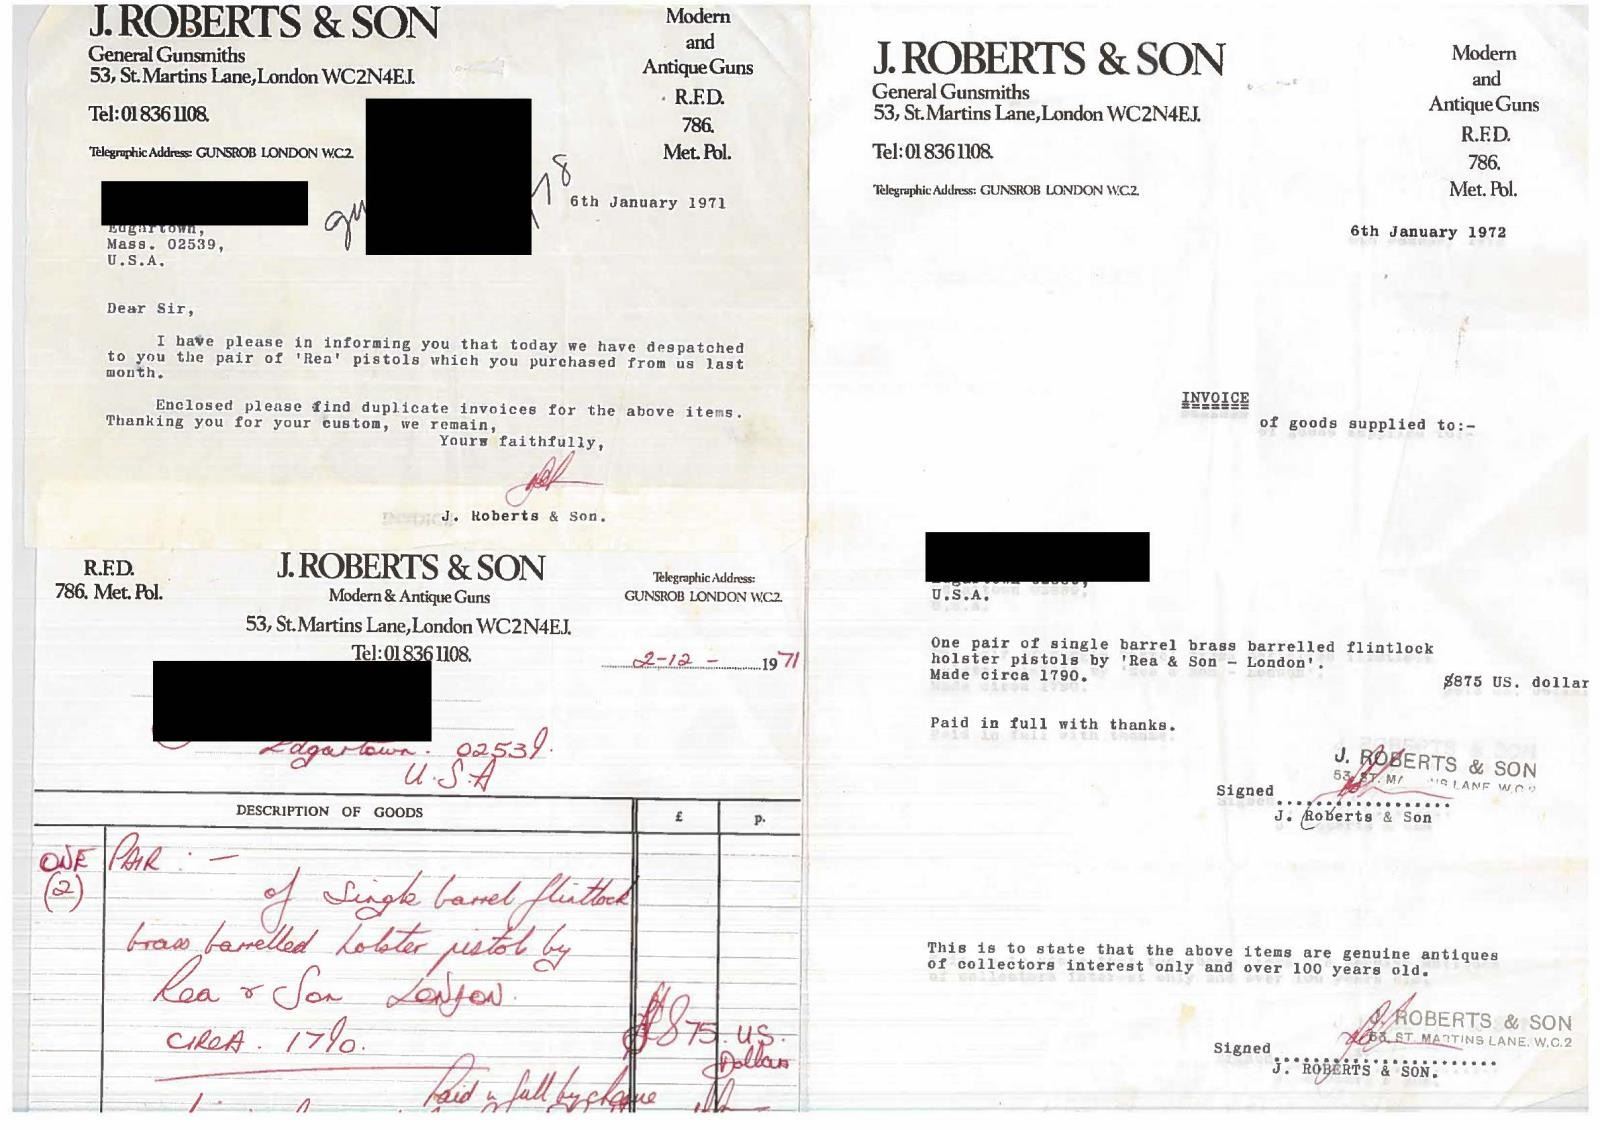 J. ROBERTS & SON
General Gunsmiths
53, St. Martins Lane, London WC2N4EJ.
Tel: 01 836 1108.
Telegraphic Address: GUNSROB LONDON W.C.2.
Modern
and
Antique Guns
R.F.D.
786.
Met. Pol.
6th January 1971
Edgartown,
Mass. 02539,
U.S.A.
Dear Sir,
I have please in informing you that today we have despatched
to you the pair of 'Rea' pistols which you purchased from us last
month.
Enclosed please find duplicate invoices for the above items.
Thanking you for your custom, we remain,
Yours faithfully,
J. Roberts & Son.
R.F.D.
786. Met. Pol.
J. ROBERTS & SON
Modern & Antique Guns
53, St. Martins Lane, London WC2N4EJ.
Tel: 01 836 1108.
Telegraphic Address:
GUNSROB LONDON W.C.2.
2-12- 1971
Edgartown. 02539.
U.S.A
DESCRIPTION OF GOODS £ p.
ONE PAIR : —
(2) of Single barrel flintlock
brass barrelled holster pistols by
Rea & Son LONDON.
CIRCA. 1790.
$875. U.S.
Dollars
Paid in full by cheque
J. ROBERTS & SON
General Gunsmiths
53, St. Martins Lane, London WC2N4EJ.
Tel: 01 836 1108.
Telegraphic Address: GUNSROB LONDON W.C.2.
Modern
and
Antique Guns
R.F.D.
786.
Met. Pol.
6th January 1972
INVOICE
of goods supplied to:-
U.S.A.
One pair of single barrel brass barrelled flintlock
holster pistols by 'Rea & Son - London'.
Made circa 1790.
$875 US. dollar
Paid in full with thanks.
J. ROBERTS & SON
53, ST. MA NS LANE W.C.2
Signed
J. Roberts & Son
This is to state that the above items are genuine antiques
of collectors interest only and over 100 years old.
J. ROBERTS & SON
53, ST. MARTINS LANE, W.C.2
Signed
J. ROBERTS & SON.